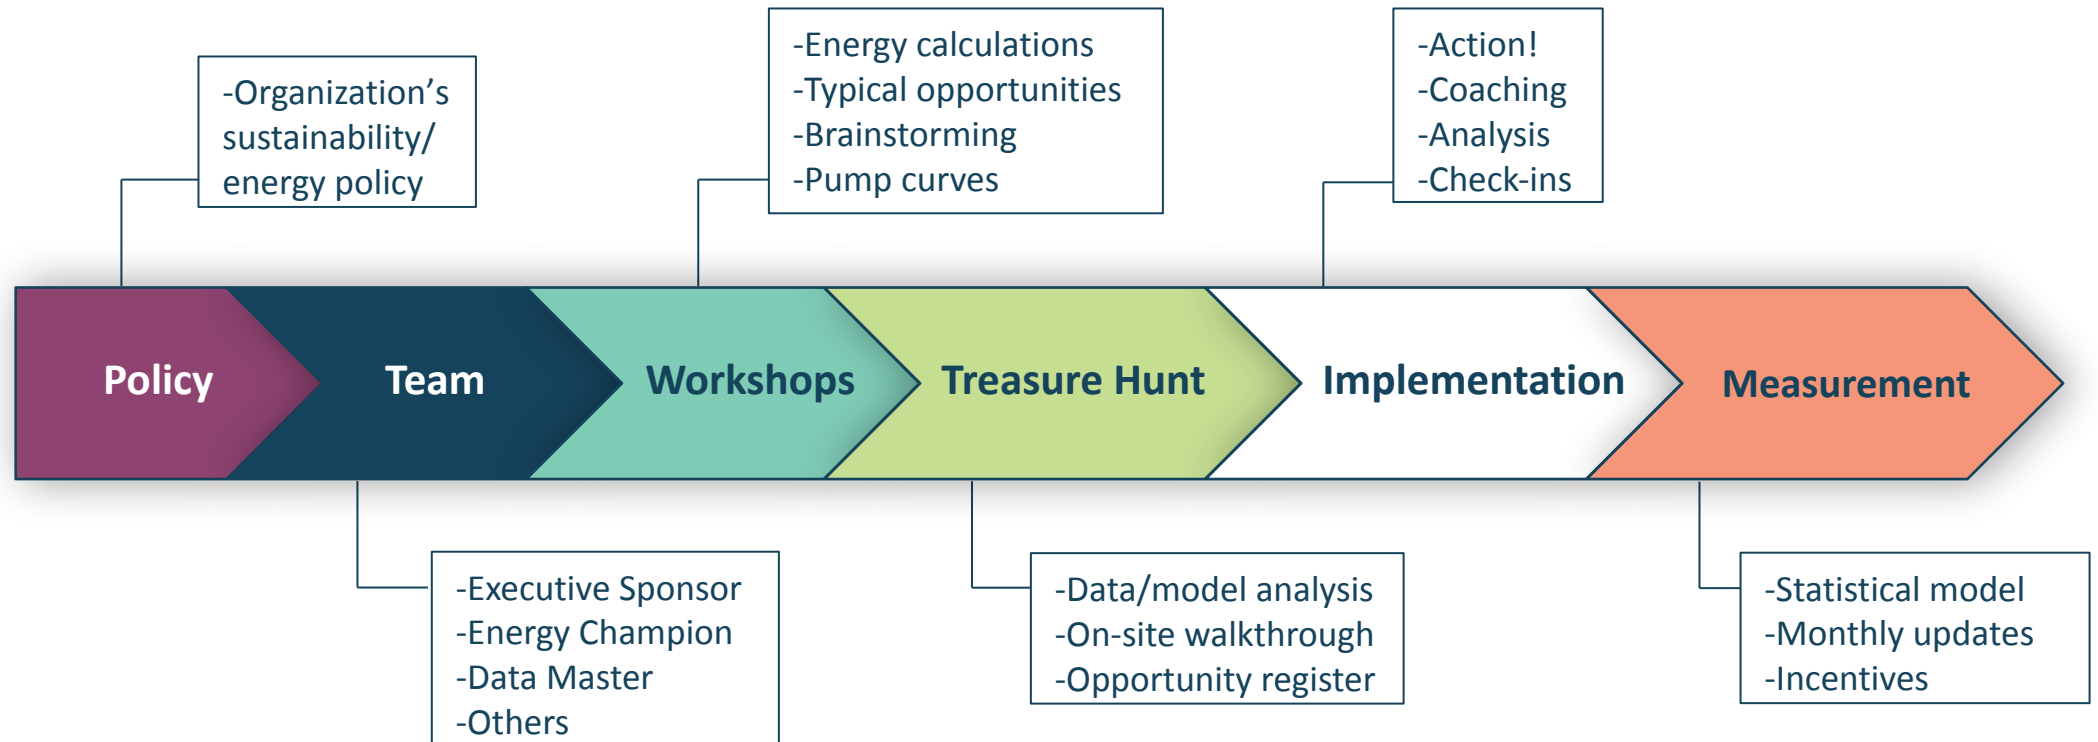 -Organization's
sustainability/
energy policy
-Energy calculations
-Typical opportunities
-Brainstorming
-Pump curves
-Action!
-Coaching
-Analysis
-Check-ins
Policy
Team
Workshops
Treasure Hunt
Implementation
Measurement
-Executive Sponsor
-Energy Champion
-Data Master
-Others
-Data/model analysis
-On-site walkthrough
-Opportunity register
-Statistical model
-Monthly updates
-Incentives